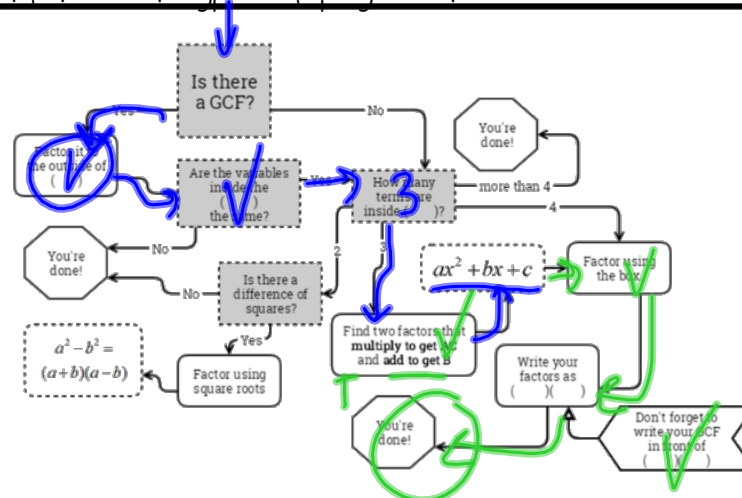 Is there
a GCF?
Yes
No
You're
done!
Factor it
the outside of
( )
Are the variables
inside the
( )
the same?
Yes
How many
terms are
inside ( )?
3
more than 4
4
No
2
3
You're
done!
No
Is there a
difference of
squares?
ax² + bx + c
Factor using
the box
Yes
Find two factors that
multiply to get AC
and add to get B
a² − b² =
(a+b)(a−b)
Factor using
square roots
Write your
factors as
( )( )
You're
done!
Don't forget to
write your GCF
in front of
( )( )